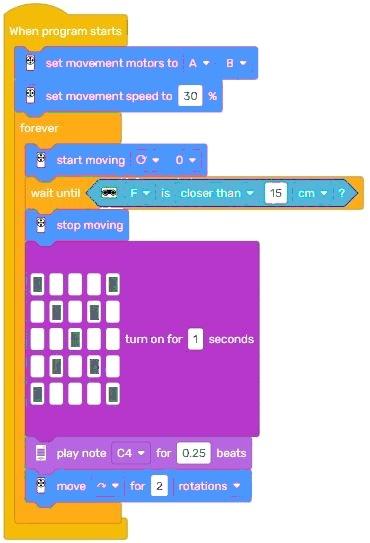 When program starts
set movement motors to A B
set movement speed to 30 %
forever
start moving 0
wait until F is closer than 15 cm ?
stop moving
turn on for 1 seconds
play note C4 for 0.25 beats
move for 2 rotations